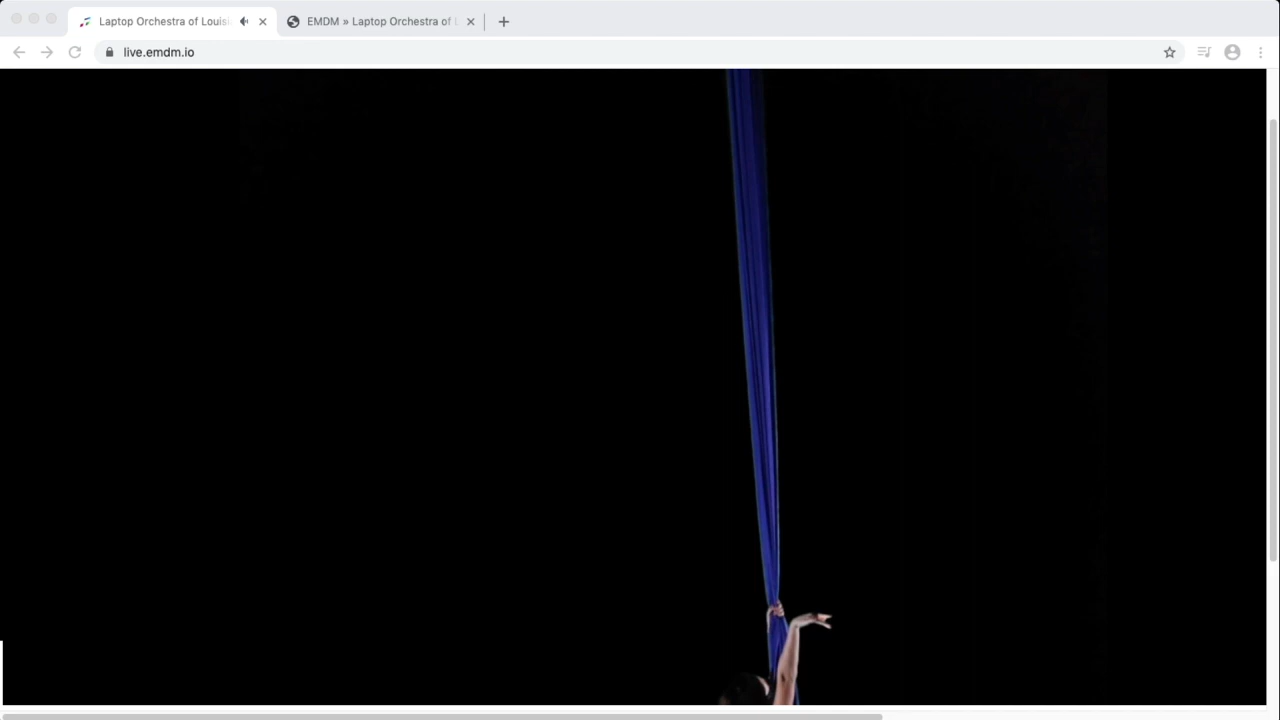 Laptop Orchestra of Louisi
EMDM » Laptop Orchestra of L
live.emdm.io